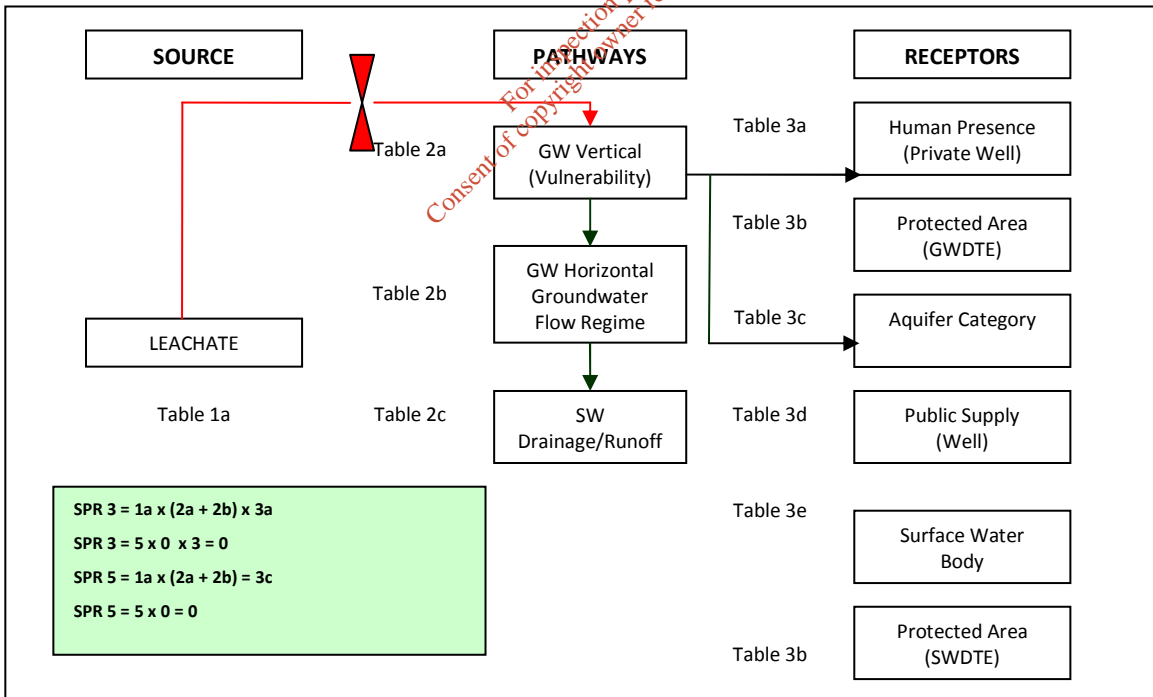 SOURCE
PATHWAYS
RECEPTORS
For inspection
Consent of copyright owner
Table 2a
GW Vertical
(Vulnerability)
Table 3a
Human Presence
(Private Well)
Table 3b
Protected Area
(GWDTE)
Table 2b
GW Horizontal
Groundwater
Flow Regime
Table 3c
Aquifer Category
LEACHATE
Table 1a
Table 2c
SW
Drainage/Runoff
Table 3d
Public Supply
(Well)
SPR 3 = 1a x (2a + 2b) x 3a
SPR 3 = 5 x 0 x 3 = 0
SPR 5 = 1a x (2a + 2b) = 3c
SPR 5 = 5 x 0 = 0
Table 3e
Surface Water
Body
Table 3b
Protected Area
(SWDTE)